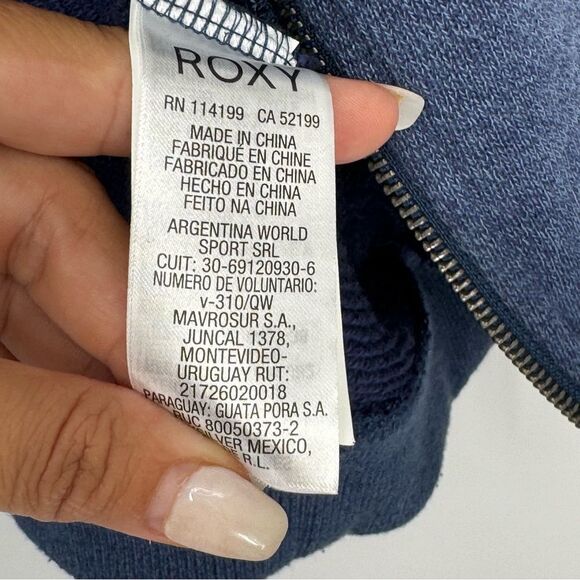 ROXY
RN 114199 CA 52199
MADE IN CHINA
FABRIQUÉ EN CHINE
FABRICADO EN CHINA
HECHO EN CHINA
FEITO NA CHINA
ARGENTINA WORLD
SPORT SRL
CUIT: 30-69120930-6
NUMERO DE VOLUNTARIO:
v-310/QW
MAVROSUR S.A.,
JUNCAL 1378,
MONTEVIDEO-
URUGUAY RUT:
21726020018
PARAGUAY: GUATA PORA S.A.
RUC 80050373-2
MEXICO,
R.L.